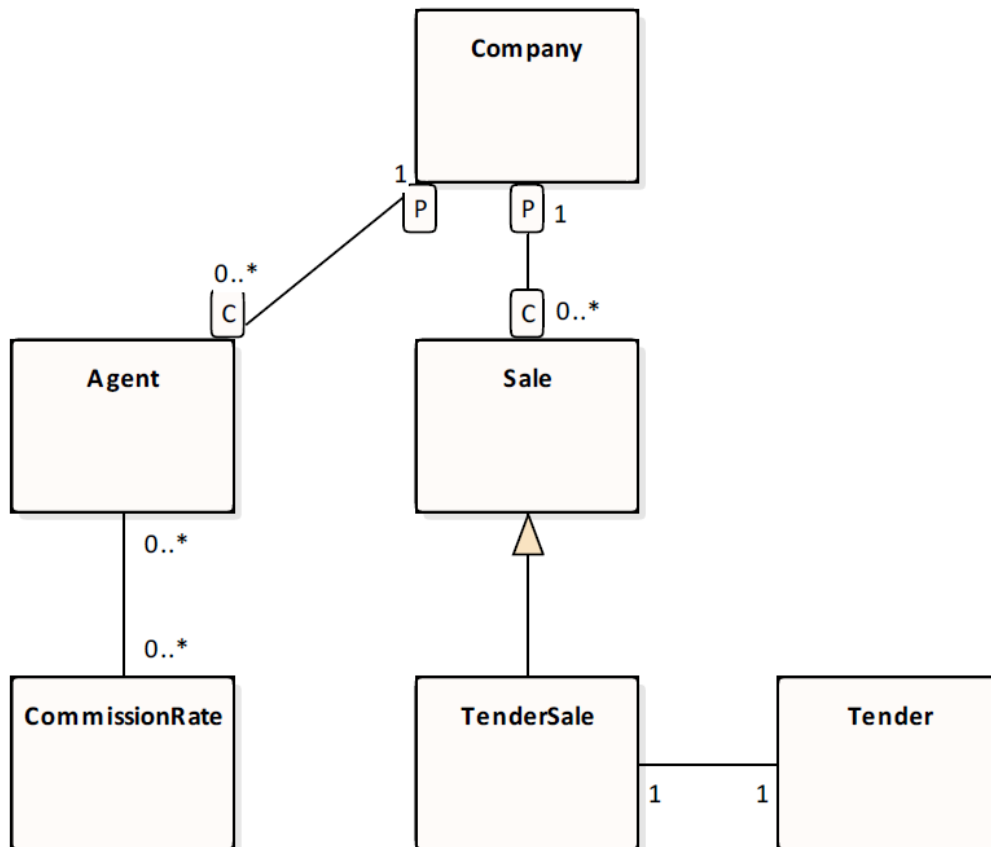 Company
1
P
P
1
0..*
C
C
0..*
Agent
Sale
0..*
0..*
CommissionRate
TenderSale
Tender
1
1